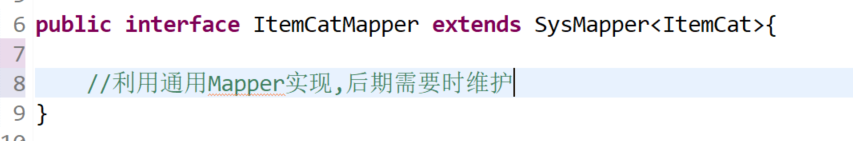 6 public interface ItemCatMapper extends SysMapper<ItemCat>{
7
8 //利用通用Mapper实现,后期需要时维护
9 }